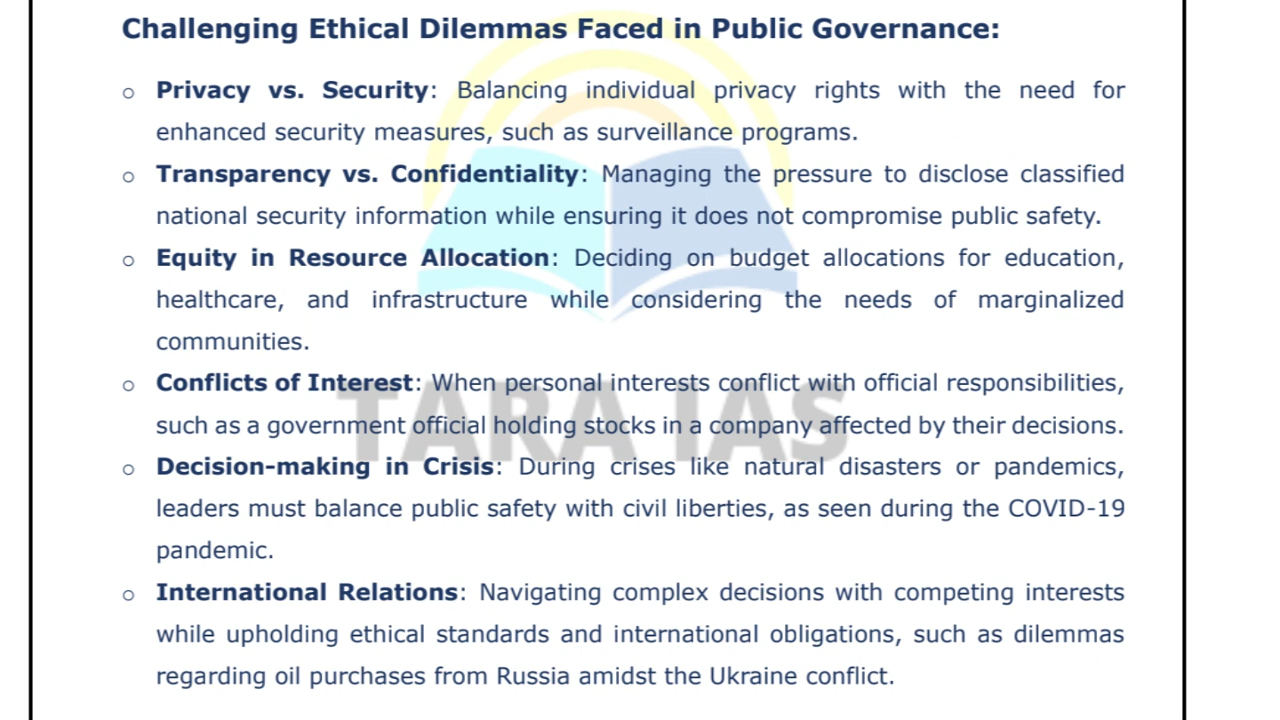 Challenging Ethical Dilemmas Faced in Public Governance:
○ Privacy vs. Security: Balancing individual privacy rights with the need for
enhanced security measures, such as surveillance programs.
○ Transparency vs. Confidentiality: Managing the pressure to disclose classified
national security information while ensuring it does not compromise public safety.
○ Equity in Resource Allocation: Deciding on budget allocations for education,
healthcare, and infrastructure while considering the needs of marginalized
communities.
○ Conflicts of Interest: When personal interests conflict with official responsibilities,
TARA IAS
such as a government official holding stocks in a company affected by their decisions.
○ Decision-making in Crisis: During crises like natural disasters or pandemics,
leaders must balance public safety with civil liberties, as seen during the COVID-19
pandemic.
○ International Relations: Navigating complex decisions with competing interests
while upholding ethical standards and international obligations, such as dilemmas
regarding oil purchases from Russia amidst the Ukraine conflict.